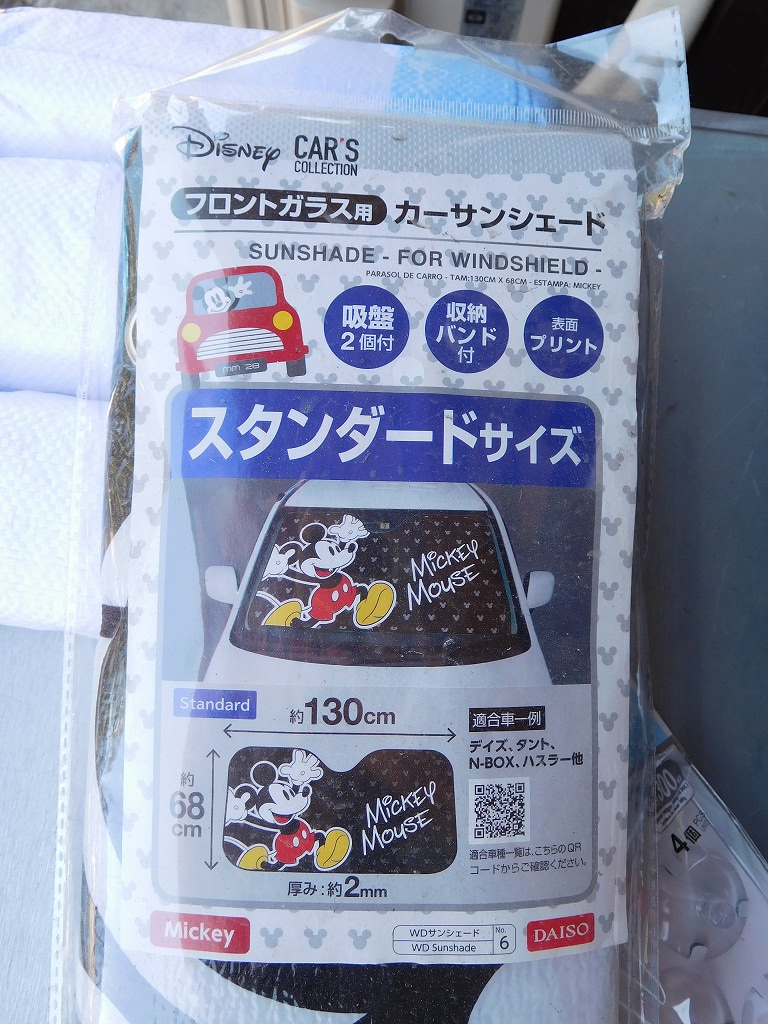 Disney CAR'S
COLLECTION
フロントガラス用 カーサンシェード
SUNSHADE - FOR WINDSHIELD -
PARASOL DE CARRO - TAM:130CM X 68CM - ESTAMPA: MICKEY
吸盤
2個付
収納
バンド
付
表面
プリント
mm 28
スタンダードサイズ
MICKEY
MOUSE
Standard
約130cm
適合車一例
デイズ、タント、
N-BOX、ハスラー他
約
68
cm
MICKEY
MOUSE
適合車種一覧は、こちらのQR
コードからご確認ください。
厚み:約2mm
Mickey
WDサンシェード
WD Sunshade
No.
6
DAISO
4個